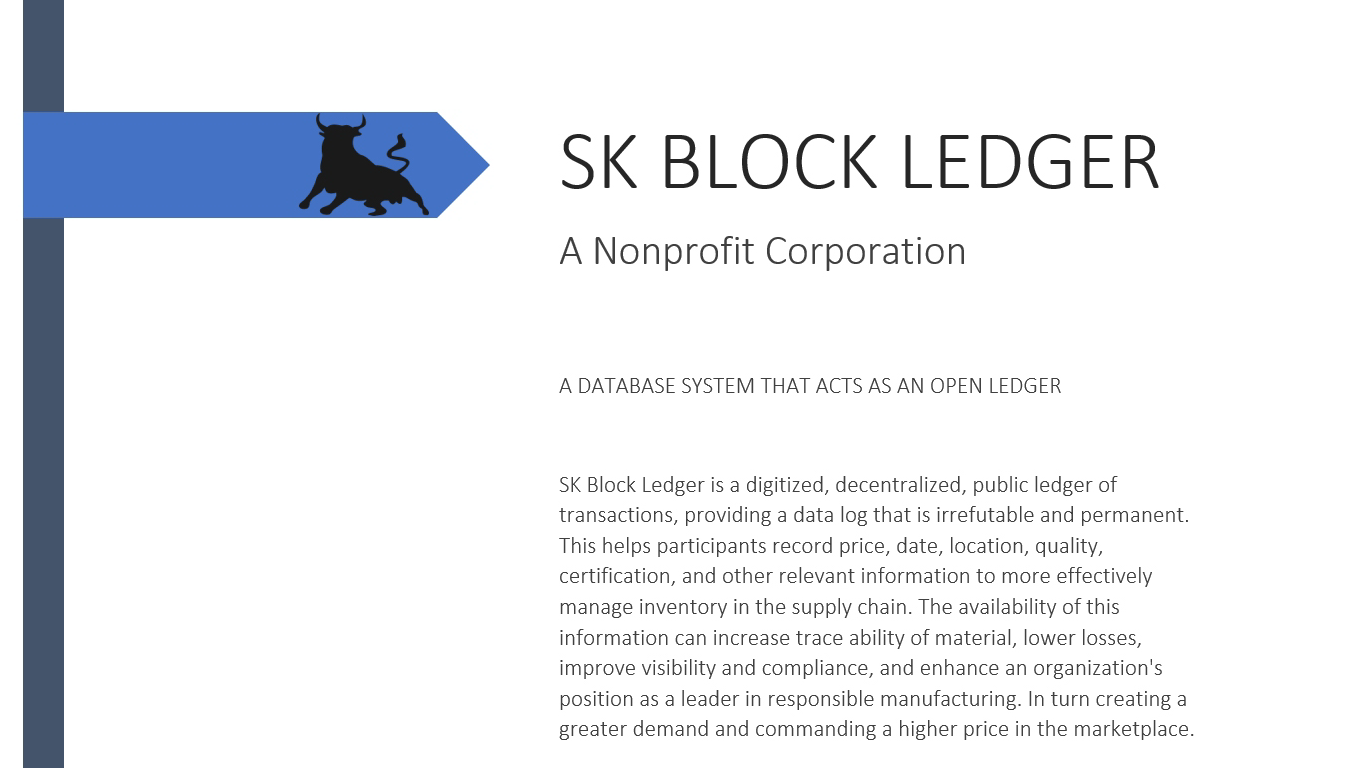 SK BLOCK LEDGER
A Nonprofit Corporation
A DATABASE SYSTEM THAT ACTS AS AN OPEN LEDGER
SK Block Ledger is a digitized, decentralized, public ledger of
transactions, providing a data log that is irrefutable and permanent.
This helps participants record price, date, location, quality,
certification, and other relevant information to more effectively
manage inventory in the supply chain. The availability of this
information can increase trace ability of material, lower losses,
improve visibility and compliance, and enhance an organization's
position as a leader in responsible manufacturing. In turn creating a
greater demand and commanding a higher price in the marketplace.